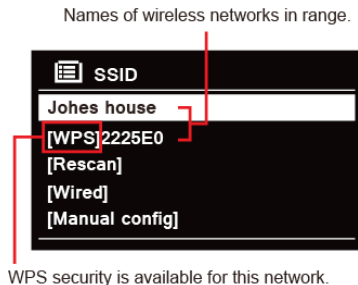 Names of wireless networks in range.
SSID
Johes house
[WPS]2225E0
[Rescan]
[Wired]
[Manual config]
WPS security is available for this network.